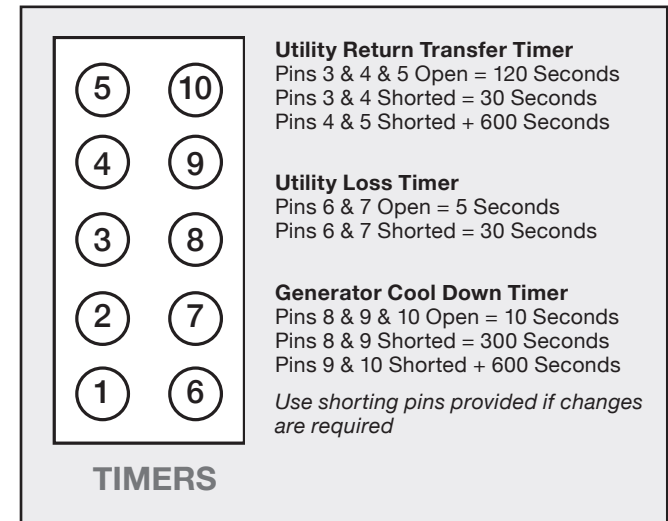 5 10
4 9
3 8
2 7
1 6
TIMERS
Utility Return Transfer Timer
Pins 3 & 4 & 5 Open = 120 Seconds
Pins 3 & 4 Shorted = 30 Seconds
Pins 4 & 5 Shorted + 600 Seconds
Utility Loss Timer
Pins 6 & 7 Open = 5 Seconds
Pins 6 & 7 Shorted = 30 Seconds
Generator Cool Down Timer
Pins 8 & 9 & 10 Open = 10 Seconds
Pins 8 & 9 Shorted = 300 Seconds
Pins 9 & 10 Shorted + 600 Seconds
Use shorting pins provided if changes
are required